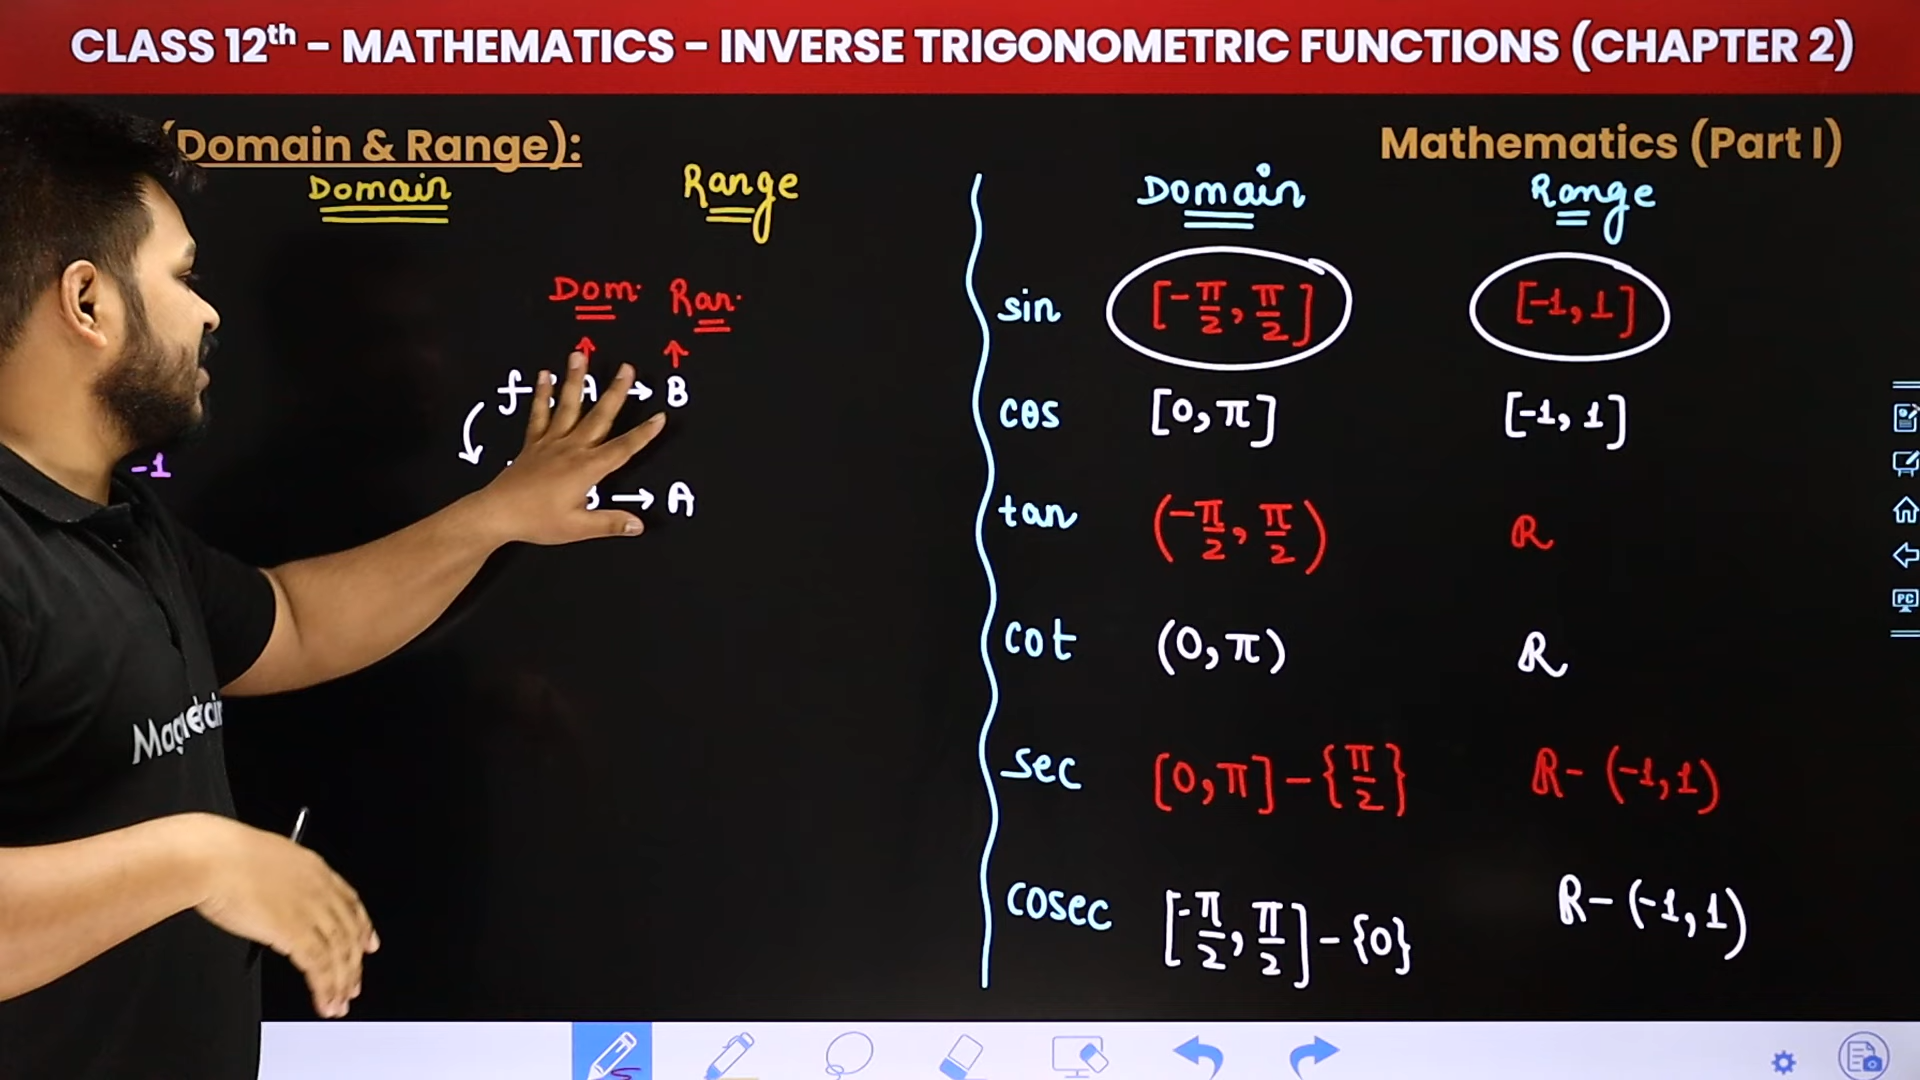 CLASS 12th - MATHEMATICS - INVERSE TRIGONOMETRIC FUNCTIONS (CHAPTER 2)
(Domain & Range):
Mathematics (Part I)
Domain Range
Domain Range
Dom. Ran.
f : A → B
-1
B → A
sin [-π/2, π/2] [-1, 1]
cos [0, π] [-1, 1]
tan (-π/2, π/2) R
cot (0, π) R
sec [0, π] - {π/2} R - (-1, 1)
cosec [-π/2, π/2] - {0} R - (-1, 1)
PC